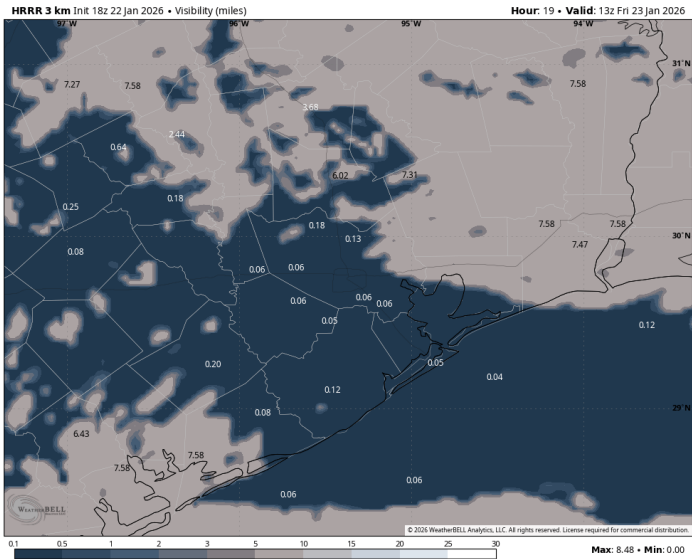 HRRR 3 km Init 18z 22 Jan 2026 • Visibility (miles)
Hour: 19 • Valid: 13z Fri 23 Jan 2026
97°W 96°W 95°W 94°W
31°N
7.27 7.58 7.58
3.68
2.44
0.64
6.02 7.31
0.18
0.25
0.18 7.58 7.58
30°N
0.13 7.47
0.08
0.06 0.06
0.06 0.06 0.06
0.05 0.12
0.20 0.05
0.04
0.12
29°N
0.08
6.43
7.58
7.58
0.06
0.06
WEATHERBELL
© 2026 WeatherBELL Analytics, LLC. All rights reserved. License required for commercial distribution.
0.1 0.5 1 2 3 5 10 15 20 25 30
Max: 8.48 • Min: 0.00